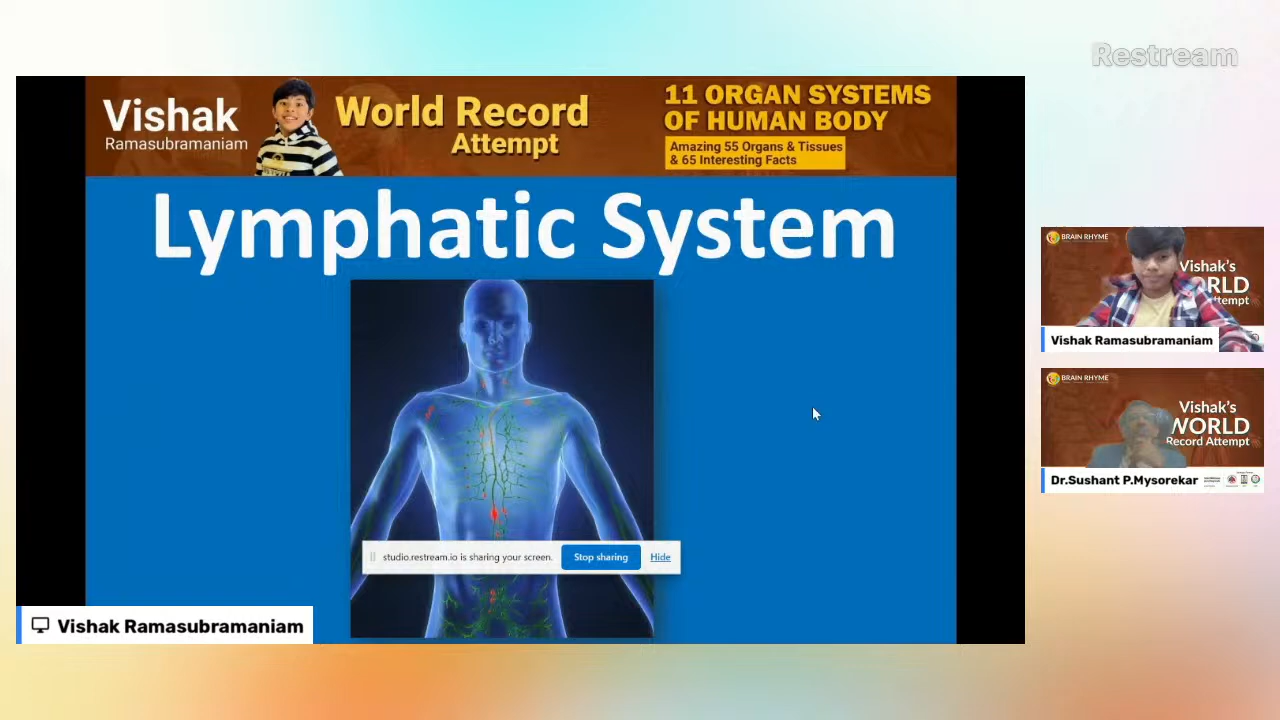 Restream
Vishak
Ramasubramaniam
World Record
Attempt
11 ORGAN SYSTEMS
OF HUMAN BODY
Amazing 55 Organs & Tissues
& 65 Interesting Facts
Lymphatic System
studio.restream.io is sharing your screen.
Stop sharing
Hide
Vishak Ramasubramaniam
BRAIN RHYME
Vishak's
Vishak Ramasubramaniam
BRAIN RHYME
Vishak's
WORLD
Record Attempt
Dr.Sushant P.Mysorekar